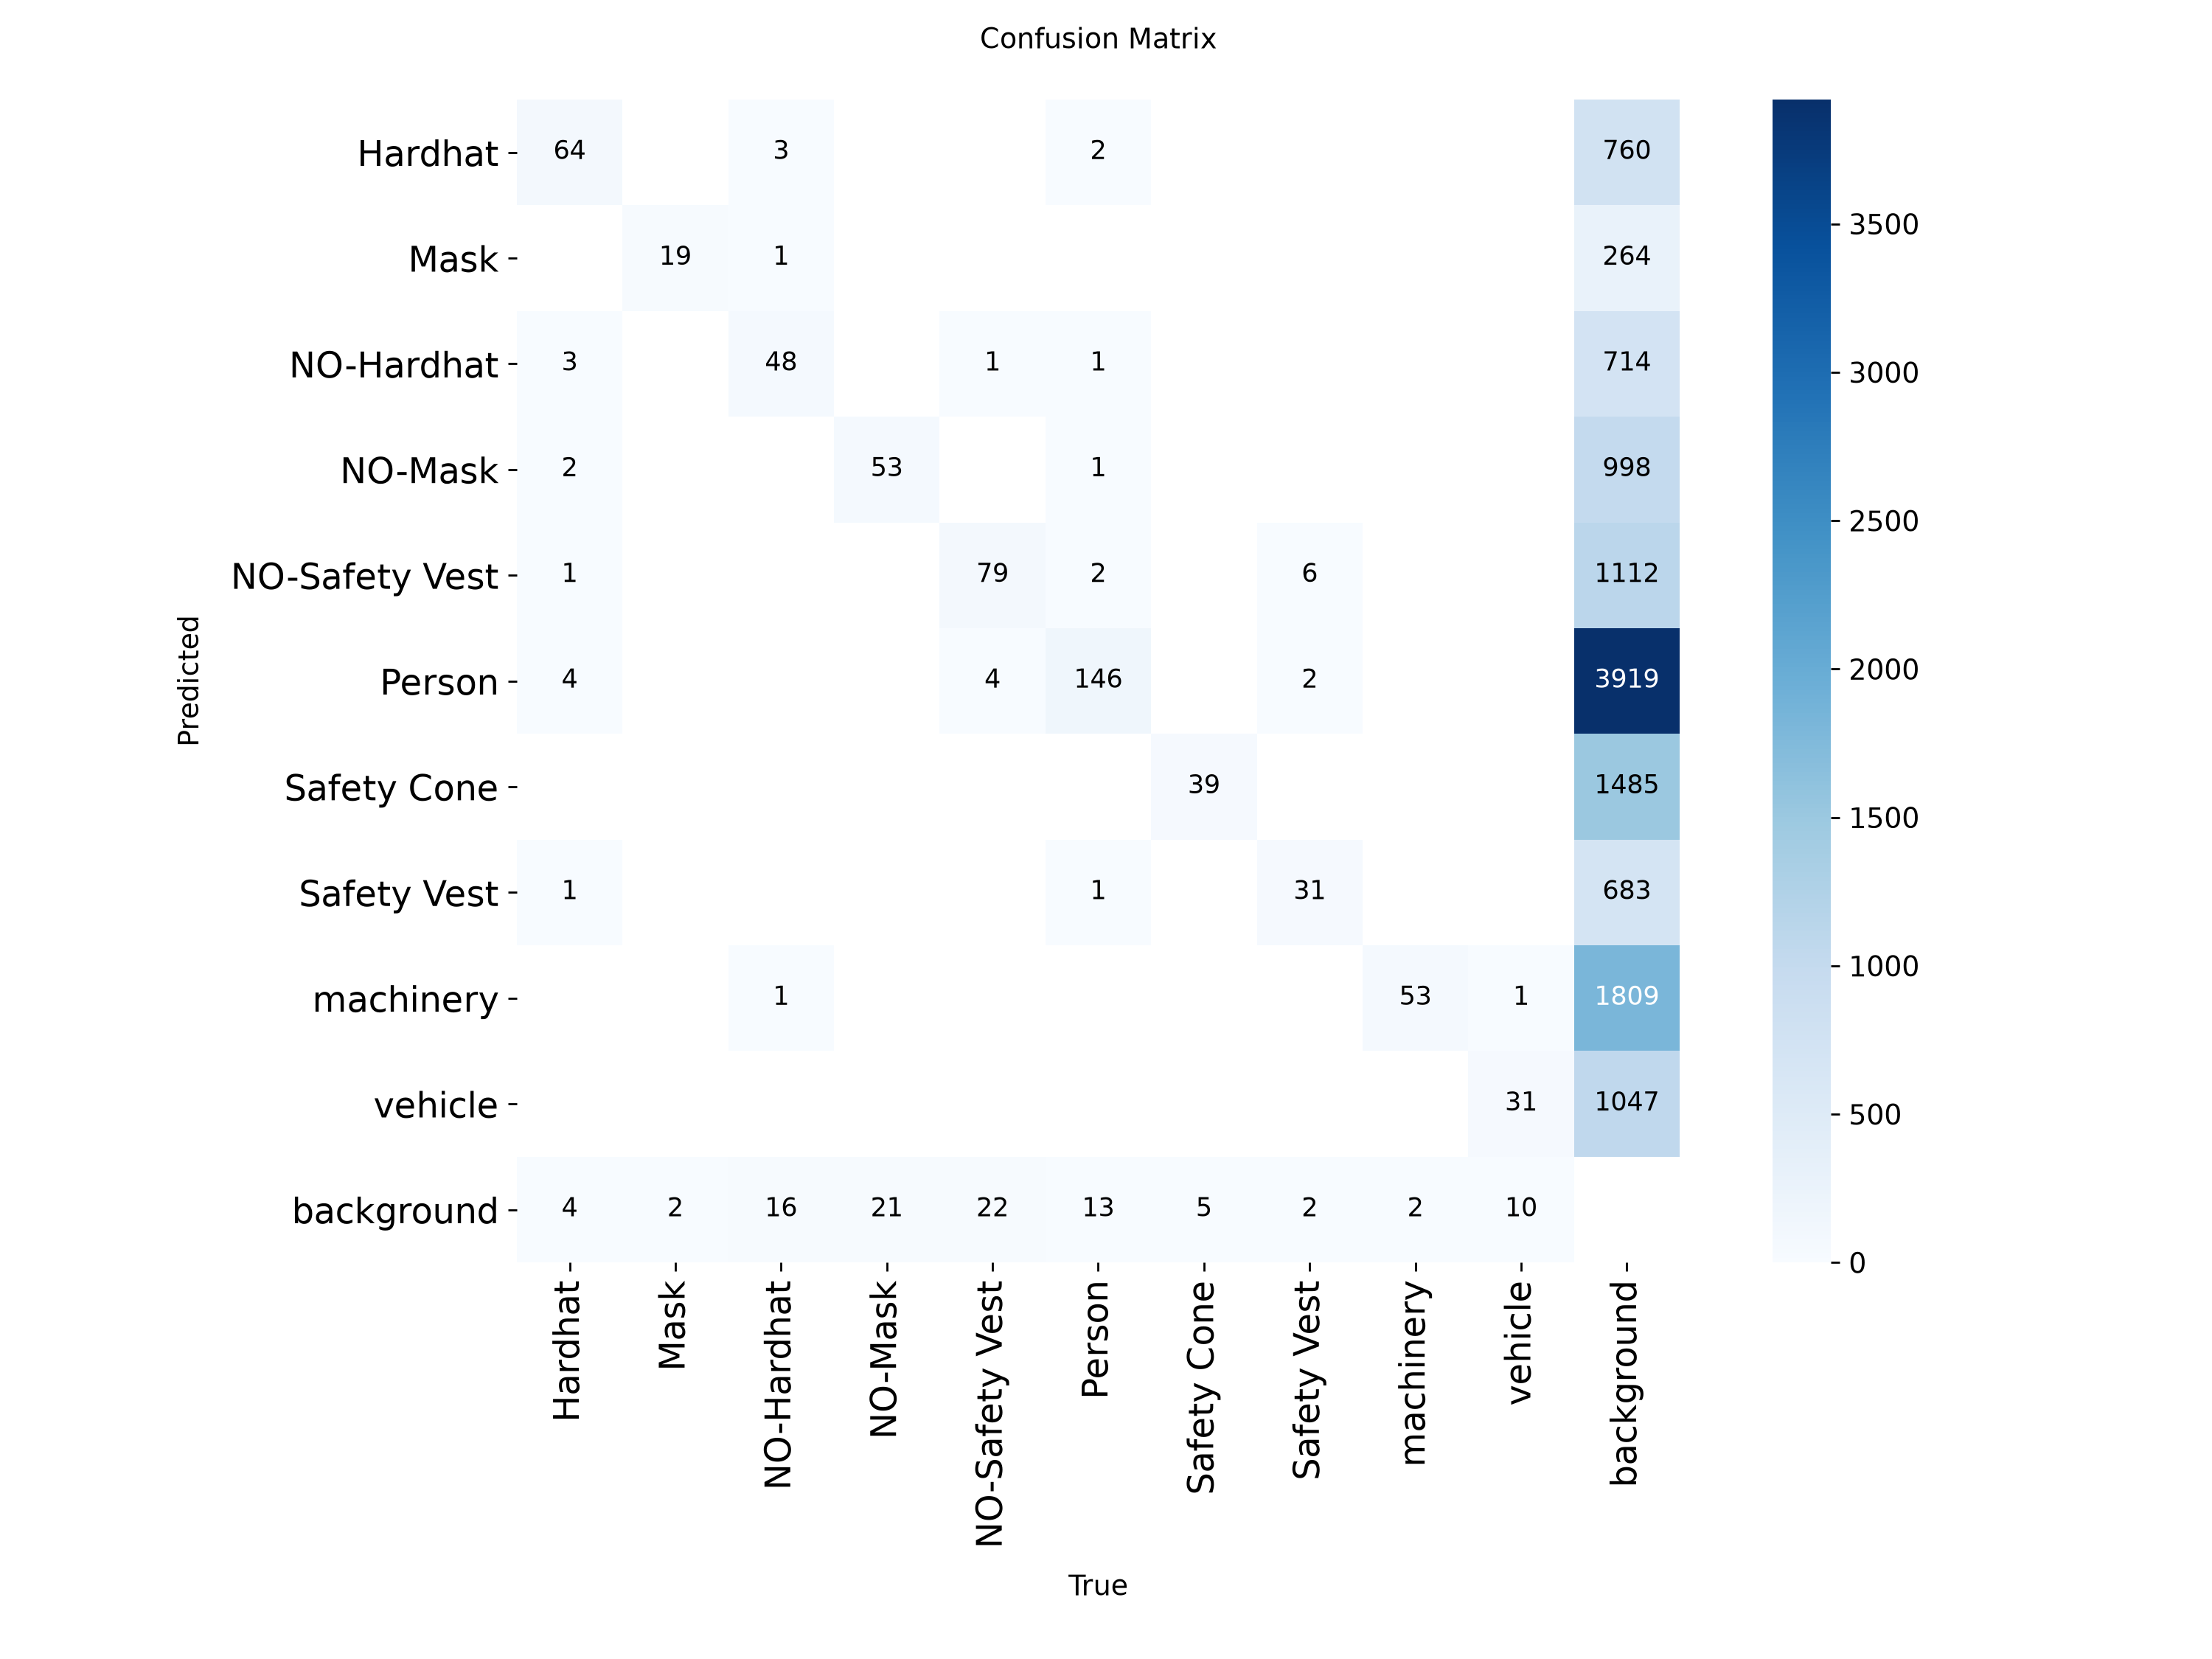 Confusion Matrix
Hardhat 64 3 2 760
Mask 19 1 264
NO-Hardhat 3 48 1 1 714
NO-Mask 2 53 1 998
NO-Safety Vest 1 79 2 6 1112
Person 4 4 146 2 3919
Safety Cone 39 1485
Safety Vest 1 1 31 683
machinery 1 53 1 1809
vehicle 31 1047
background 4 2 16 21 22 13 5 2 2 10
Predicted
Hardhat
Mask
NO-Hardhat
NO-Mask
NO-Safety Vest
Person
Safety Cone
Safety Vest
machinery
vehicle
background
True
3500
3000
2500
2000
1500
1000
500
0